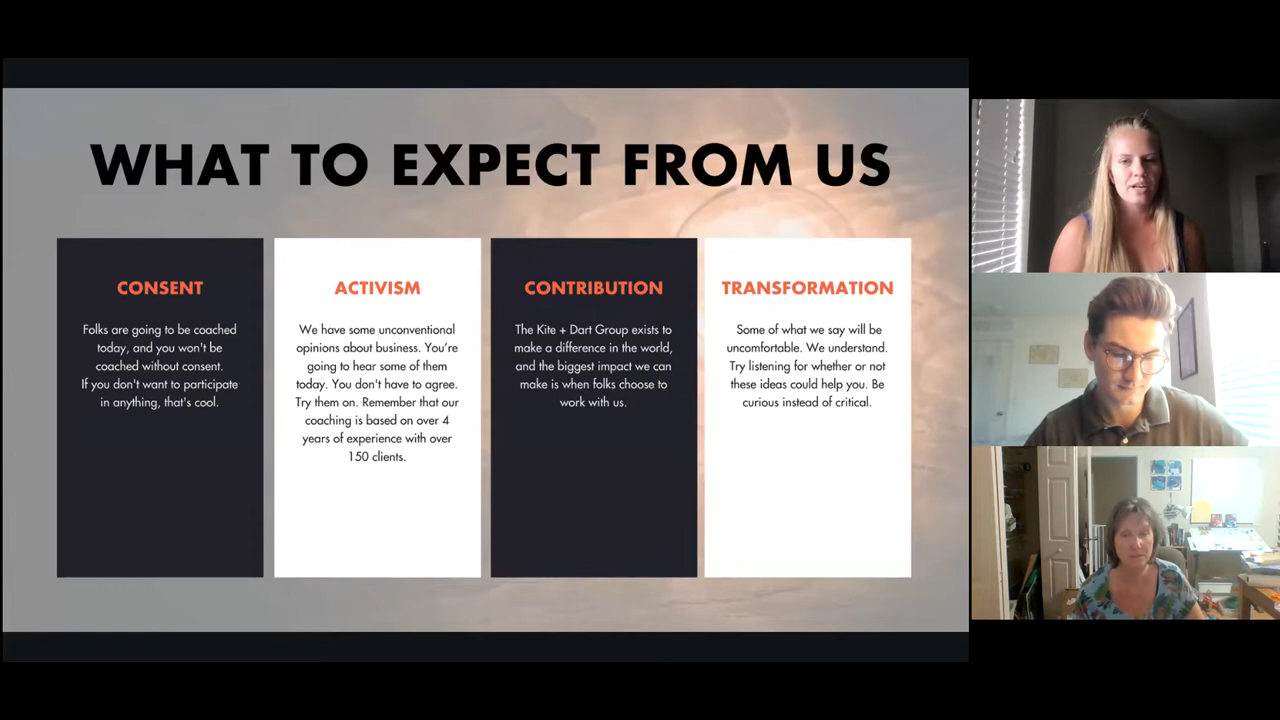 WHAT TO EXPECT FROM US
CONSENT
Folks are going to be coached
today, and you won't be
coached without consent.
If you don't want to participate
in anything, that's cool.
ACTIVISM
We have some unconventional
opinions about business. You're
going to hear some of them
today. You don't have to agree.
Try them on. Remember that our
coaching is based on over 4
years of experience with over
150 clients.
CONTRIBUTION
The Kite + Dart Group exists to
make a difference in the world,
and the biggest impact we can
make is when folks choose to
work with us.
TRANSFORMATION
Some of what we say will be
uncomfortable. We understand.
Try listening for whether or not
these ideas could help you. Be
curious instead of critical.